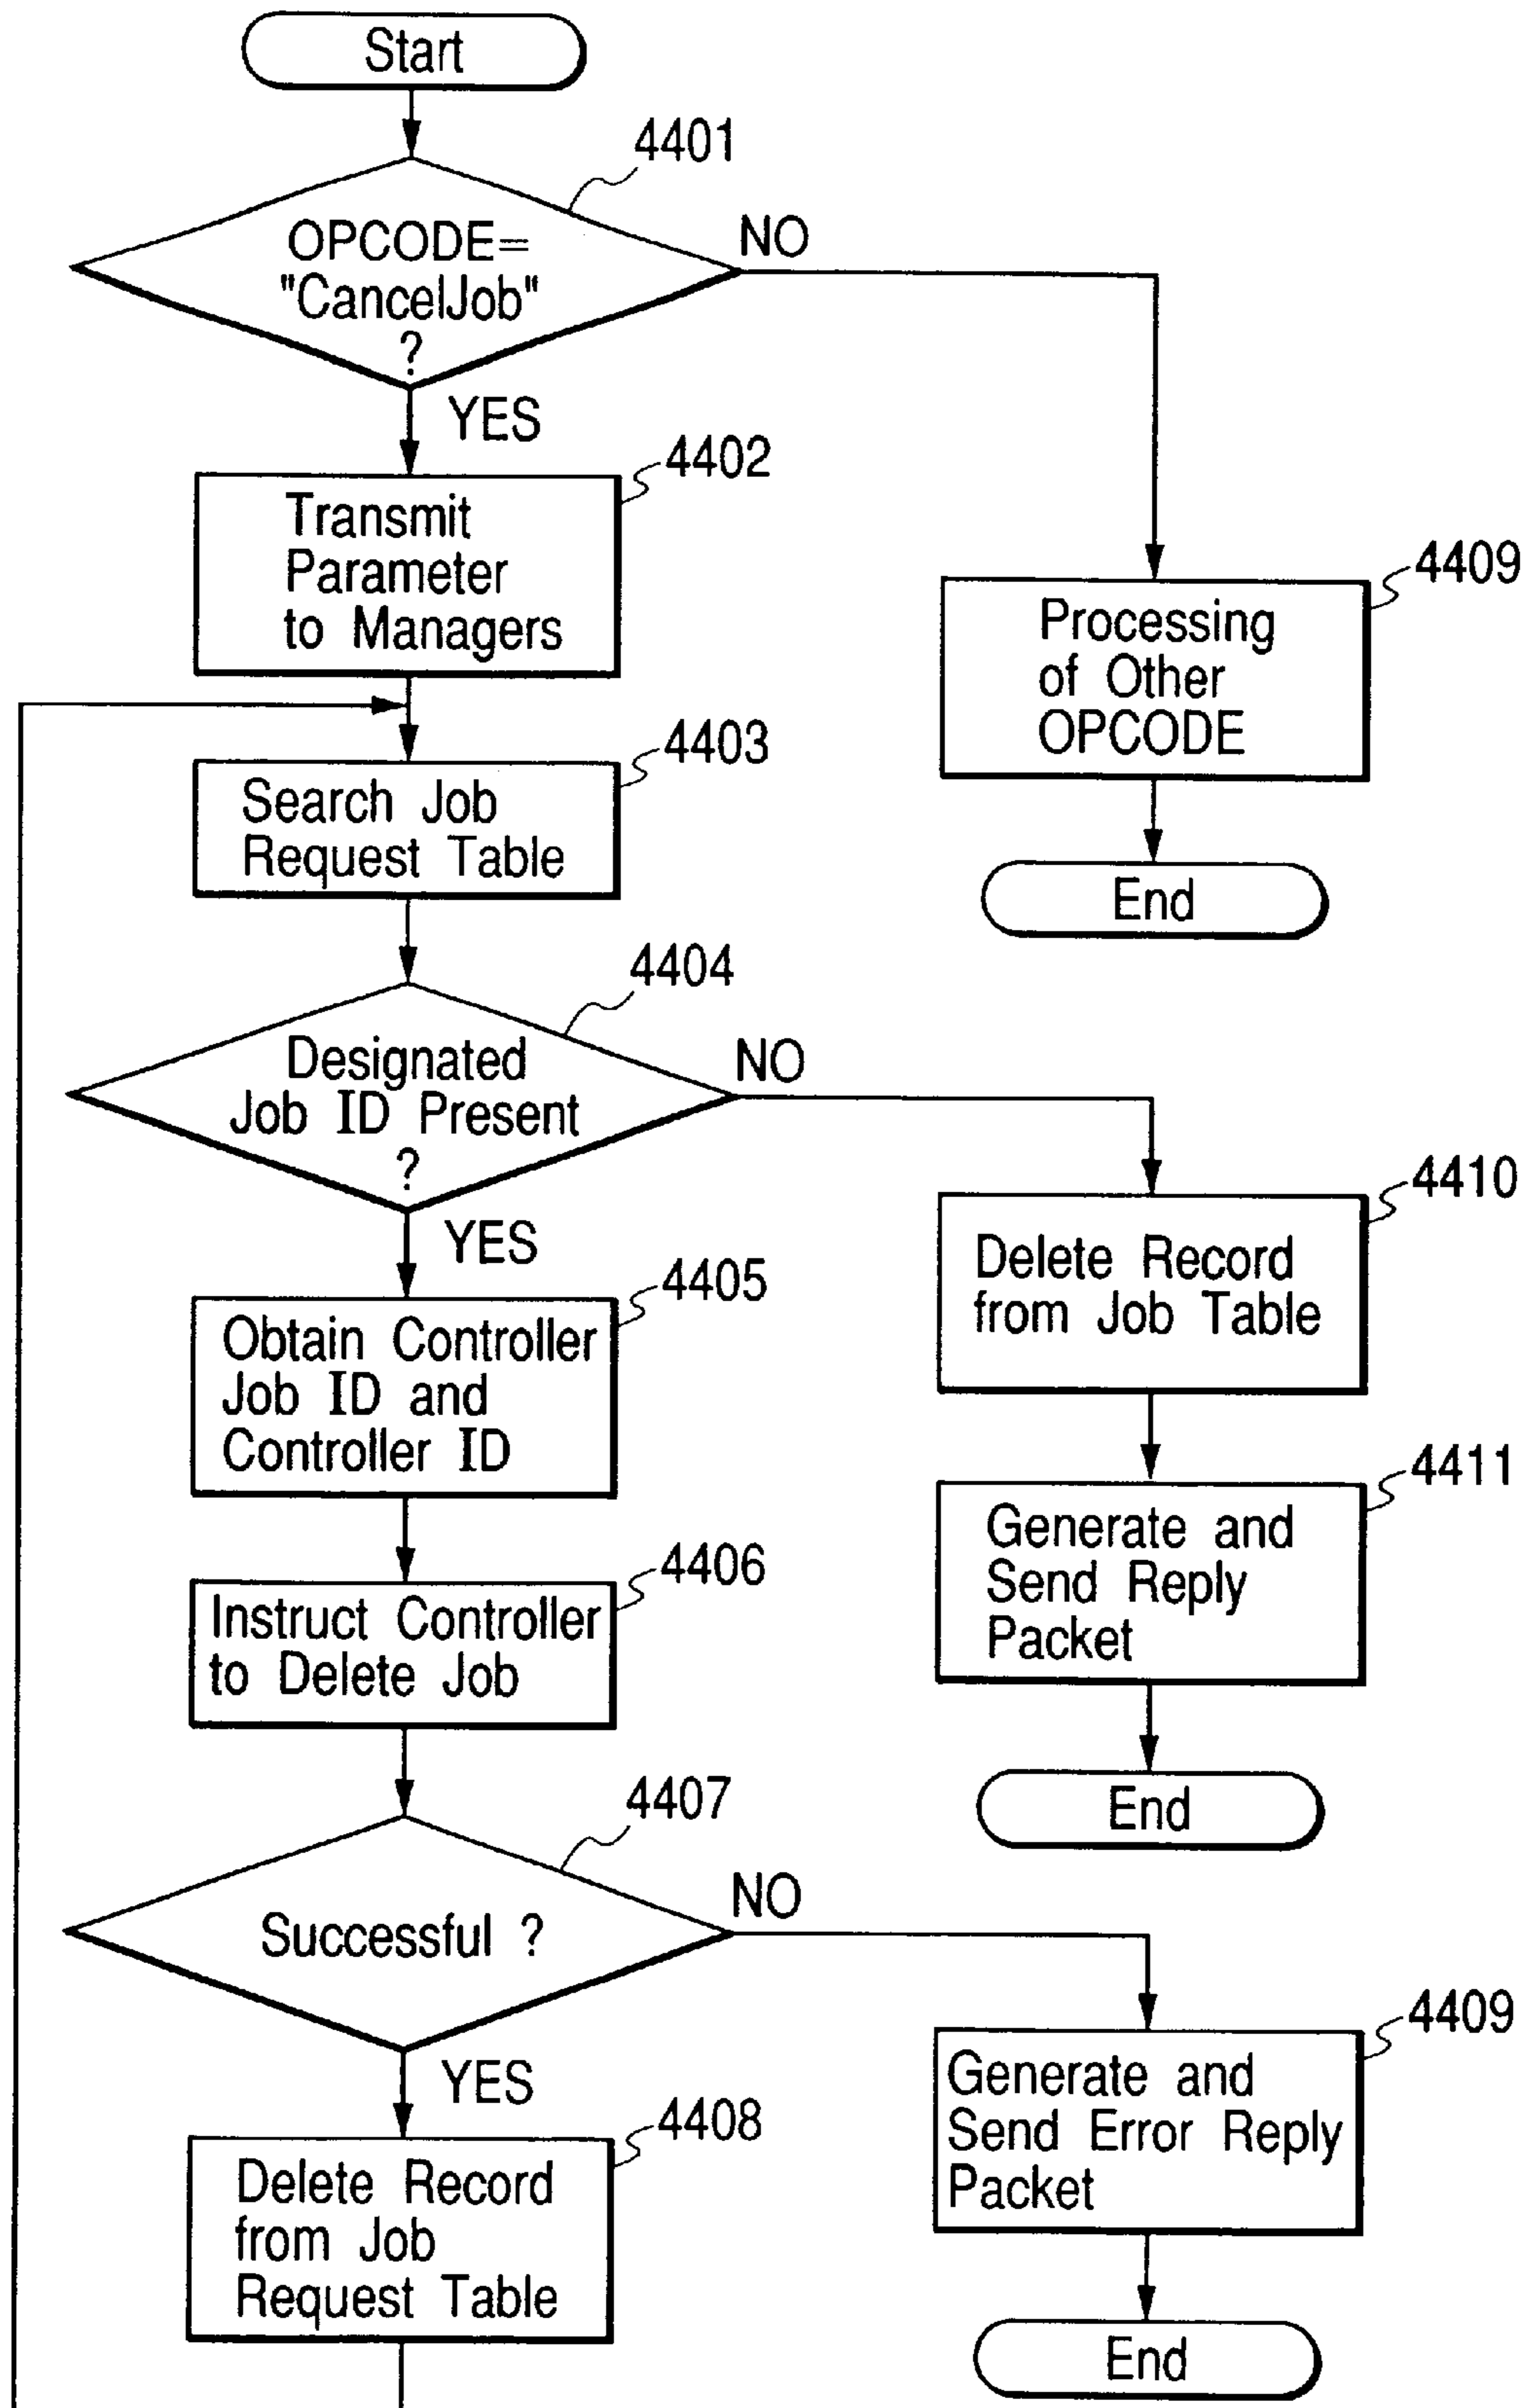 Start
4401
OPCODE=
"CancelJob"
?
NO
YES
4402
Transmit
Parameter
to Managers
4409
Processing
of Other
OPCODE
End
4403
Search Job
Request Table
4404
Designated
Job ID Present
?
NO
YES
4410
Delete Record
from Job Table
4405
Obtain Controller
Job ID and
Controller ID
4411
Generate and
Send Reply
Packet
End
4406
Instruct Controller
to Delete Job
4407
Successful ?
NO
YES
4409
Generate and
Send Error Reply
Packet
End
4408
Delete Record
from Job
Request Table